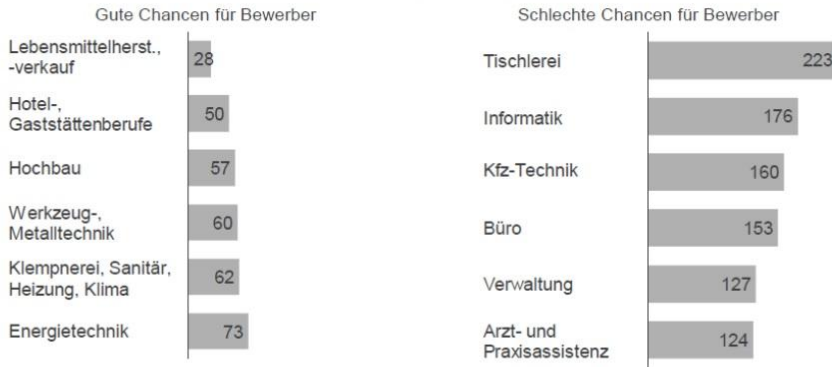 Gute Chancen für Bewerber
Lebensmittelherst.,
-verkauf
28
Hotel-,
Gaststättenberufe
50
Hochbau
57
Werkzeug-,
Metalltechnik
60
Klempnerei, Sanitär,
Heizung, Klima
62
Energietechnik
73
Schlechte Chancen für Bewerber
Tischlerei
223
Informatik
176
Kfz-Technik
160
Büro
153
Verwaltung
127
Arzt- und
Praxisassistenz
124